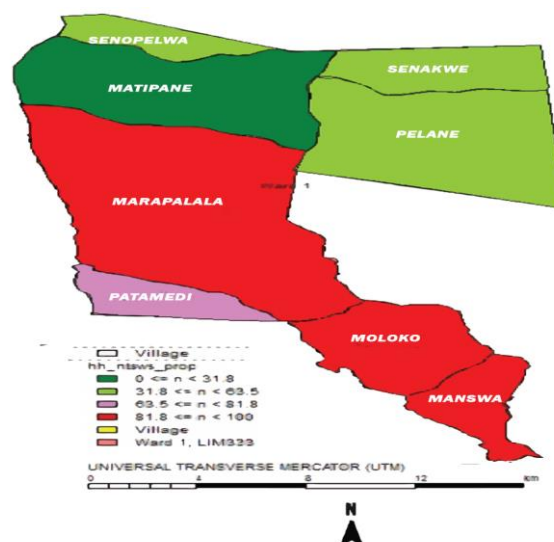 SENOPELWA
SENAKWE
MATIPANE
PELANE
Ward 1
MARAPALALA
PATAMEDI
MOLOKO
MANSWA
Village
hh_ntsws_prop
0 <= n < 31.8
31.8 <= n < 63.5
63.5 <= n < 81.8
81.8 <= n < 100
Village
Ward 1, LIM333
UNIVERSAL TRANSVERSE MERCATOR (UTM)
0 4 8 12 km
N